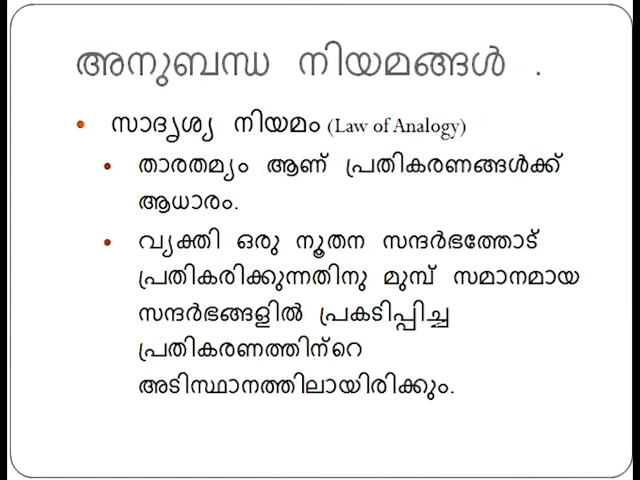 അനുബന്ധ നിയമങ്ങൾ .
സാദൃശ്യ നിയമം (Law of Analogy)
താരതമ്യം ആണ് പ്രതികരണങ്ങൾക്ക്
ആധാരം.
വ്യക്തി ഒരു നൂതന സന്ദർഭത്തോട്
പ്രതികരിക്കുന്നതിനു മുമ്പ് സമാനമായ
സന്ദർഭങ്ങളിൽ പ്രകടിപ്പിച്ച
പ്രതികരണത്തിന്റെ
അടിസ്ഥാനത്തിലായിരിക്കും.